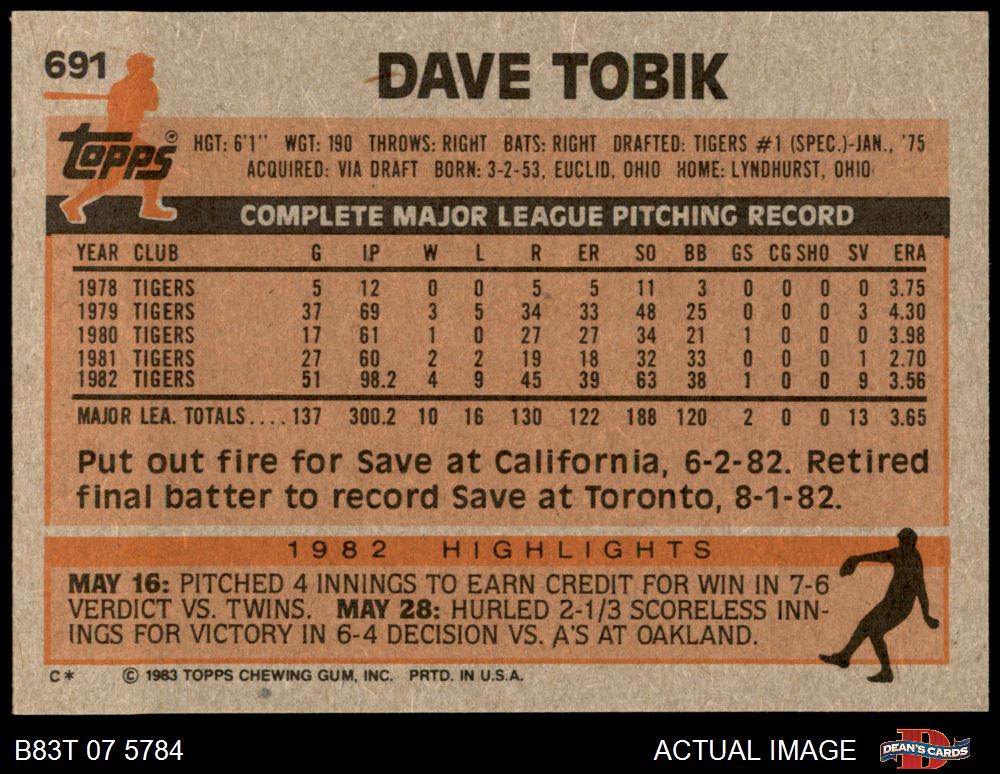 691
DAVE TOBIK
Topps ®
HGT: 6'1" WGT: 190 THROWS: RIGHT BATS: RIGHT DRAFTED: TIGERS #1 (SPEC.)-JAN., '75
ACQUIRED: VIA DRAFT BORN: 3-2-53, EUCLID, OHIO HOME: LYNDHURST, OHIO
COMPLETE MAJOR LEAGUE PITCHING RECORD
YEAR CLUB G IP W L R ER SO BB GS CG SHO SV ERA
1978 TIGERS 5 12 0 0 5 5 11 3 0 0 0 0 3.75
1979 TIGERS 37 69 3 5 34 33 48 25 0 0 0 3 4.30
1980 TIGERS 17 61 1 0 27 27 34 21 1 0 0 0 3.98
1981 TIGERS 27 60 2 2 19 18 32 33 0 0 0 1 2.70
1982 TIGERS 51 98.2 4 9 45 39 63 38 1 0 0 9 3.56
MAJOR LEA. TOTALS.... 137 300.2 10 16 130 122 188 120 2 0 0 13 3.65
Put out fire for Save at California, 6-2-82. Retired
final batter to record Save at Toronto, 8-1-82.
1982 HIGHLIGHTS
MAY 16: PITCHED 4 INNINGS TO EARN CREDIT FOR WIN IN 7-6
VERDICT VS. TWINS. MAY 28: HURLED 2-1/3 SCORELESS INN-
INGS FOR VICTORY IN 6-4 DECISION VS. A'S AT OAKLAND.
C* © 1983 TOPPS CHEWING GUM, INC. PRTD. IN U.S.A.
B83T 07 5784 ACTUAL IMAGE DEAN'S CARDS